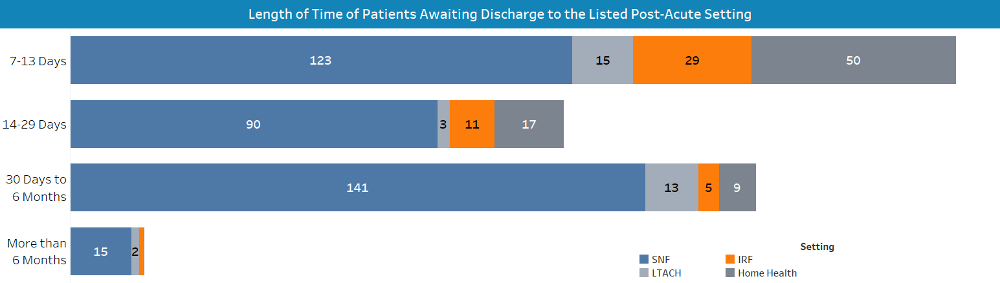 Length of Time of Patients Awaiting Discharge to the Listed Post-Acute Setting
7-13 Days
123
15
29
50
14-29 Days
90
3
11
17
30 Days to
6 Months
141
13
5
9
More than
6 Months
15
2
Setting
SNF
IRF
LTACH
Home Health